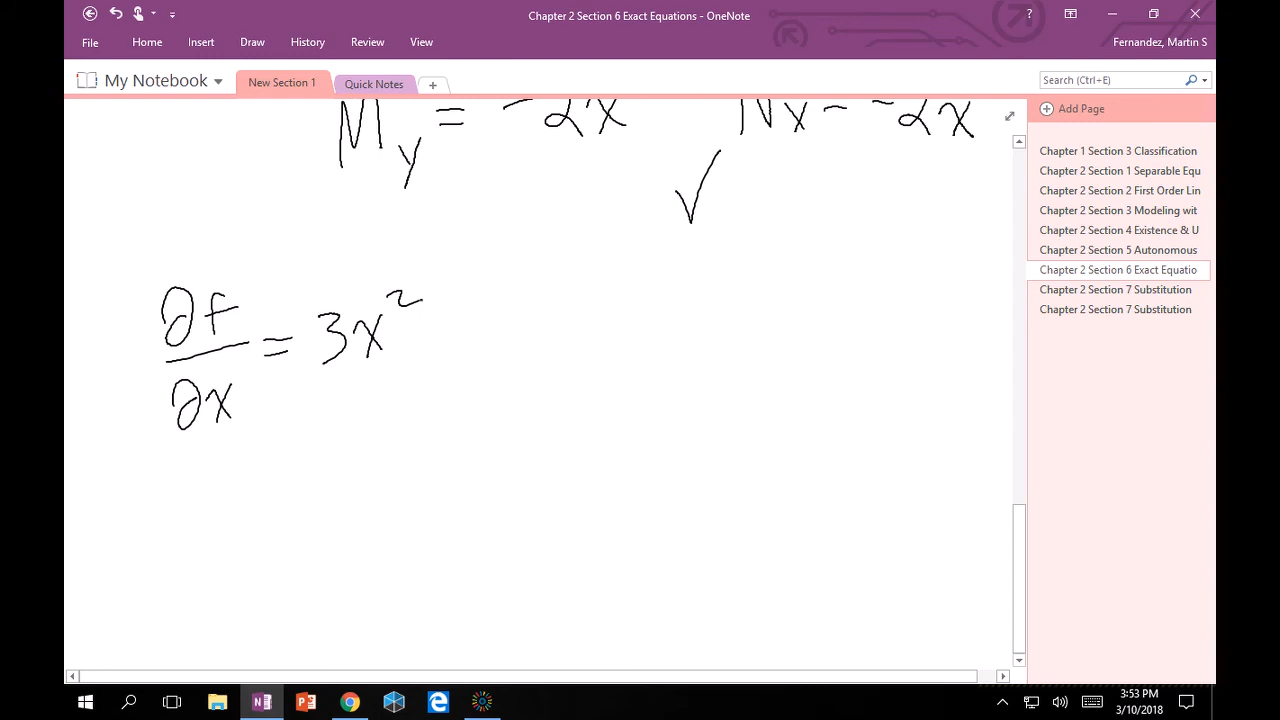 Chapter 2 Section 6 Exact Equations - OneNote
?
File Home Insert Draw History Review View
Fernandez, Martin S
My Notebook New Section 1 Quick Notes +
Search (Ctrl+E)
Add Page
M_y = -2x N_x = -2x
✓
∂f/∂x = 3x²
Chapter 1 Section 3 Classification
Chapter 2 Section 1 Separable Equ
Chapter 2 Section 2 First Order Lin
Chapter 2 Section 3 Modeling wit
Chapter 2 Section 4 Existence & U
Chapter 2 Section 5 Autonomous
Chapter 2 Section 6 Exact Equatio
Chapter 2 Section 7 Substitution
Chapter 2 Section 7 Substitution
3:53 PM
3/10/2018